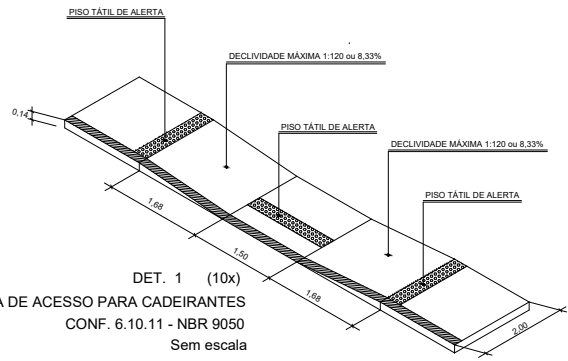 PISO TÁTIL DE ALERTA
DECLIVIDADE MÁXIMA 1:120 ou 8,33%
0,14
PISO TÁTIL DE ALERTA
DECLIVIDADE MÁXIMA 1:120 ou 8,33%
PISO TÁTIL DE ALERTA
1,68
1,50
1,68
2,00
DET. 1 (10x)
A DE ACESSO PARA CADEIRANTES
CONF. 6.10.11 - NBR 9050
Sem escala